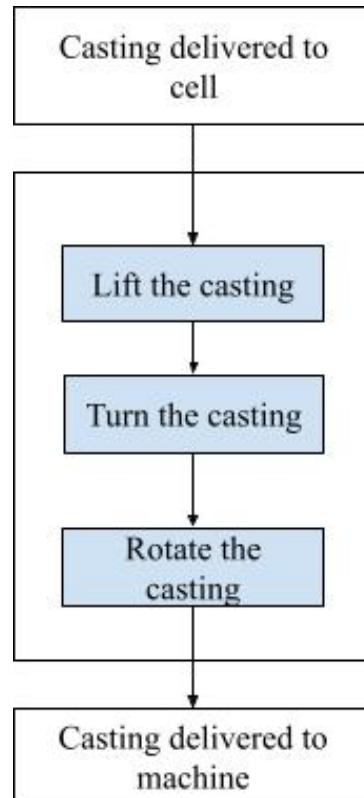 Casting delivered to
cell
Lift the casting
Turn the casting
Rotate the
casting
Casting delivered to
machine